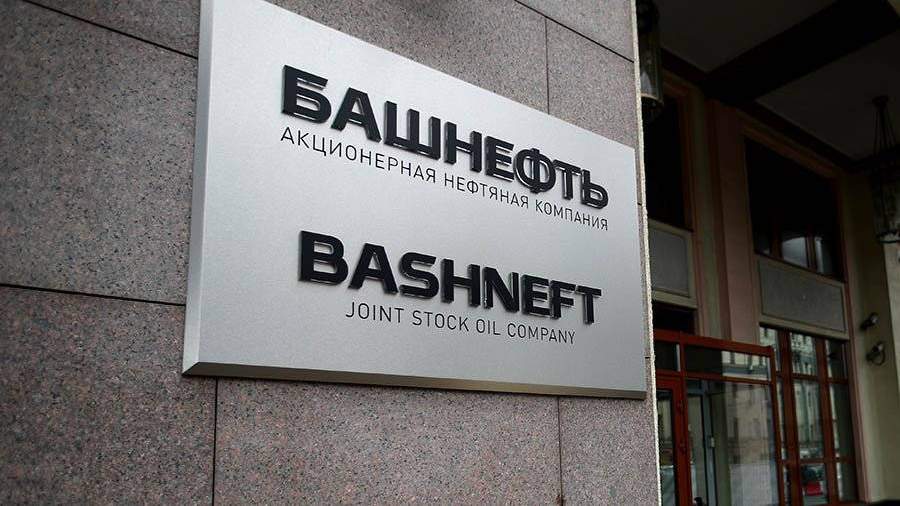 БАШНЕФТЬ
АКЦИОНЕРНАЯ НЕФТЯНАЯ КОМПАНИЯ
BASHNEFT
JOINT STOCK OIL COMPANY